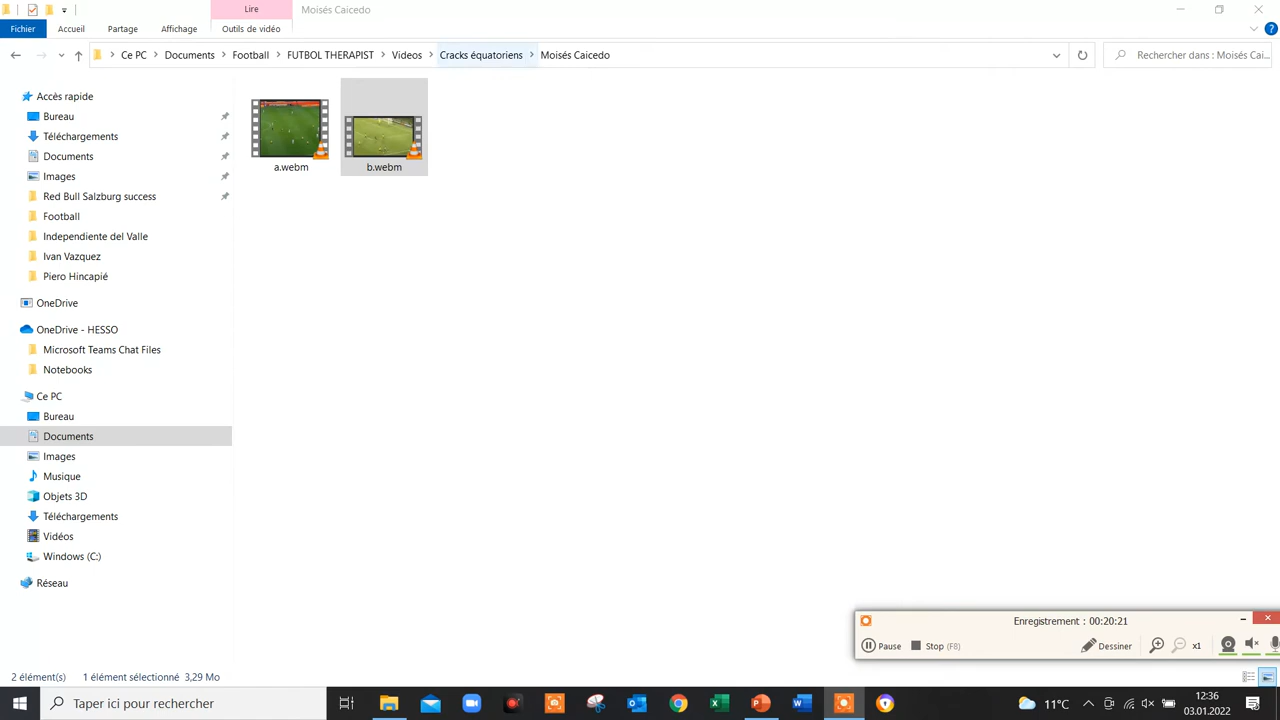 Lire
Moisés Caicedo
Fichier
Accueil
Partage
Affichage
Outils de vidéo
Ce PC
Documents
Football
FUTBOL THERAPIST
Videos
Cracks équatoriens
Moisés Caicedo
Rechercher dans : Moisés Cai...
Accès rapide
Bureau
Téléchargements
Documents
Images
Red Bull Salzburg success
Football
Independiente del Valle
Ivan Vazquez
Piero Hincapié
OneDrive
OneDrive - HESSO
Microsoft Teams Chat Files
Notebooks
Ce PC
Bureau
Documents
Images
Musique
Objets 3D
Téléchargements
Vidéos
Windows (C:)
Réseau
a.webm
b.webm
Enregistrement : 00:20:21
Pause
Stop (F8)
Dessiner
x1
2 élément(s)
1 élément sélectionné 3,29 Mo
Taper ici pour rechercher
11°C
12:36
03.01.2022